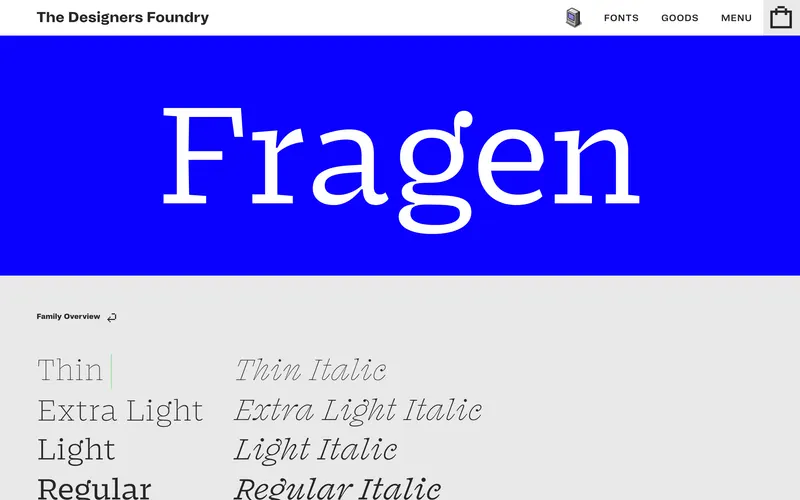 The Designers Foundry
FONTS GOODS MENU
Fragen
Family Overview
Thin Thin Italic
Extra Light Extra Light Italic
Light Light Italic
Regular Regular Italic